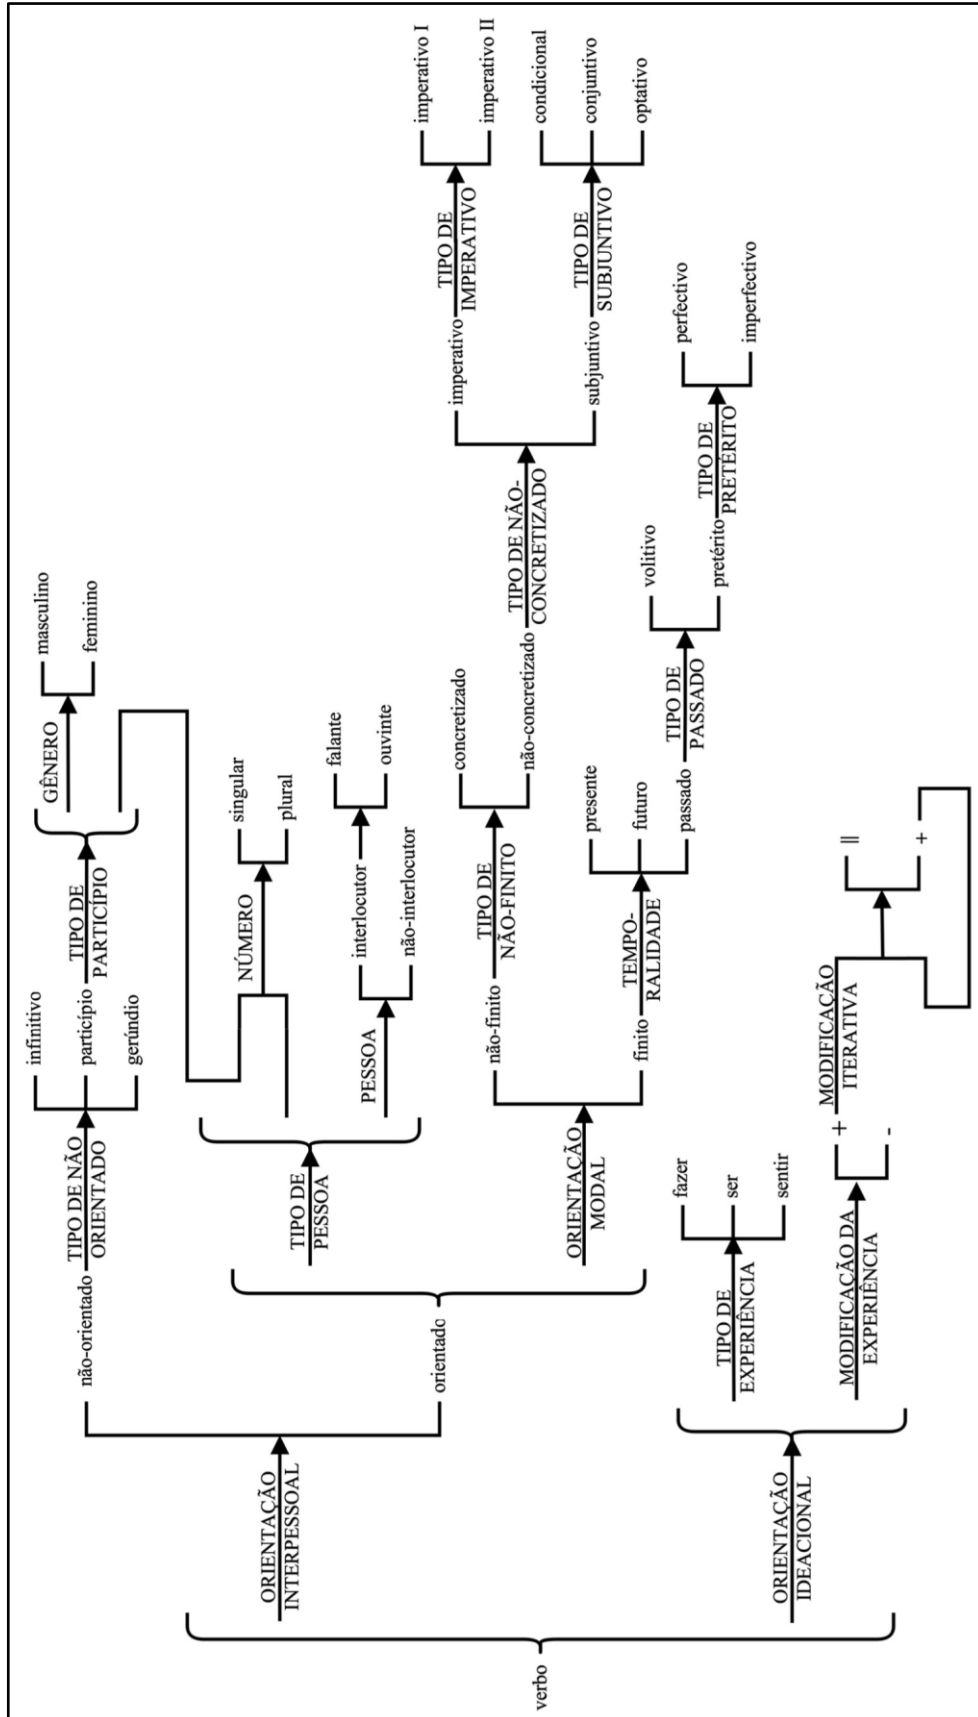 verbo
ORIENTAÇÃO
INTERPESSOAL
não-orientado
TIPO DE NÃO
ORIENTADO
infinitivo
particípio
gerúndio
TIPO DE
PARTICÍPIO
GÊNERO
masculino
feminino
orientadc
TIPO DE
PESSOA
NÚMERO
singular
plural
PESSOA
interlocutor
não-interlocutor
falante
ouvinte
ORIENTAÇÃO
MODAL
não-finito
TIPO DE
NÃO-FINITO
concretizado
não-concretizado
TIPO DE NÃO-
CONCRETIZADO
imperativo
TIPO DE
IMPERATIVO
imperativo I
imperativo II
subjuntivo
TIPO DE
SUBJUNTIVO
condicional
conjuntivo
optativo
finito
TEMPO-
RALIDADE
presente
futuro
passado
TIPO DE
PASSADO
volitivo
pretérito
TIPO DE
PRETÉRITO
perfectivo
imperfectivo
ORIENTAÇÃO
IDEACIONAL
TIPO DE
EXPERIÊNCIA
fazer
ser
sentir
MODIFICAÇÃO DA
EXPERIÊNCIA
+
-
MODIFICAÇÃO
ITERATIVA
||
+